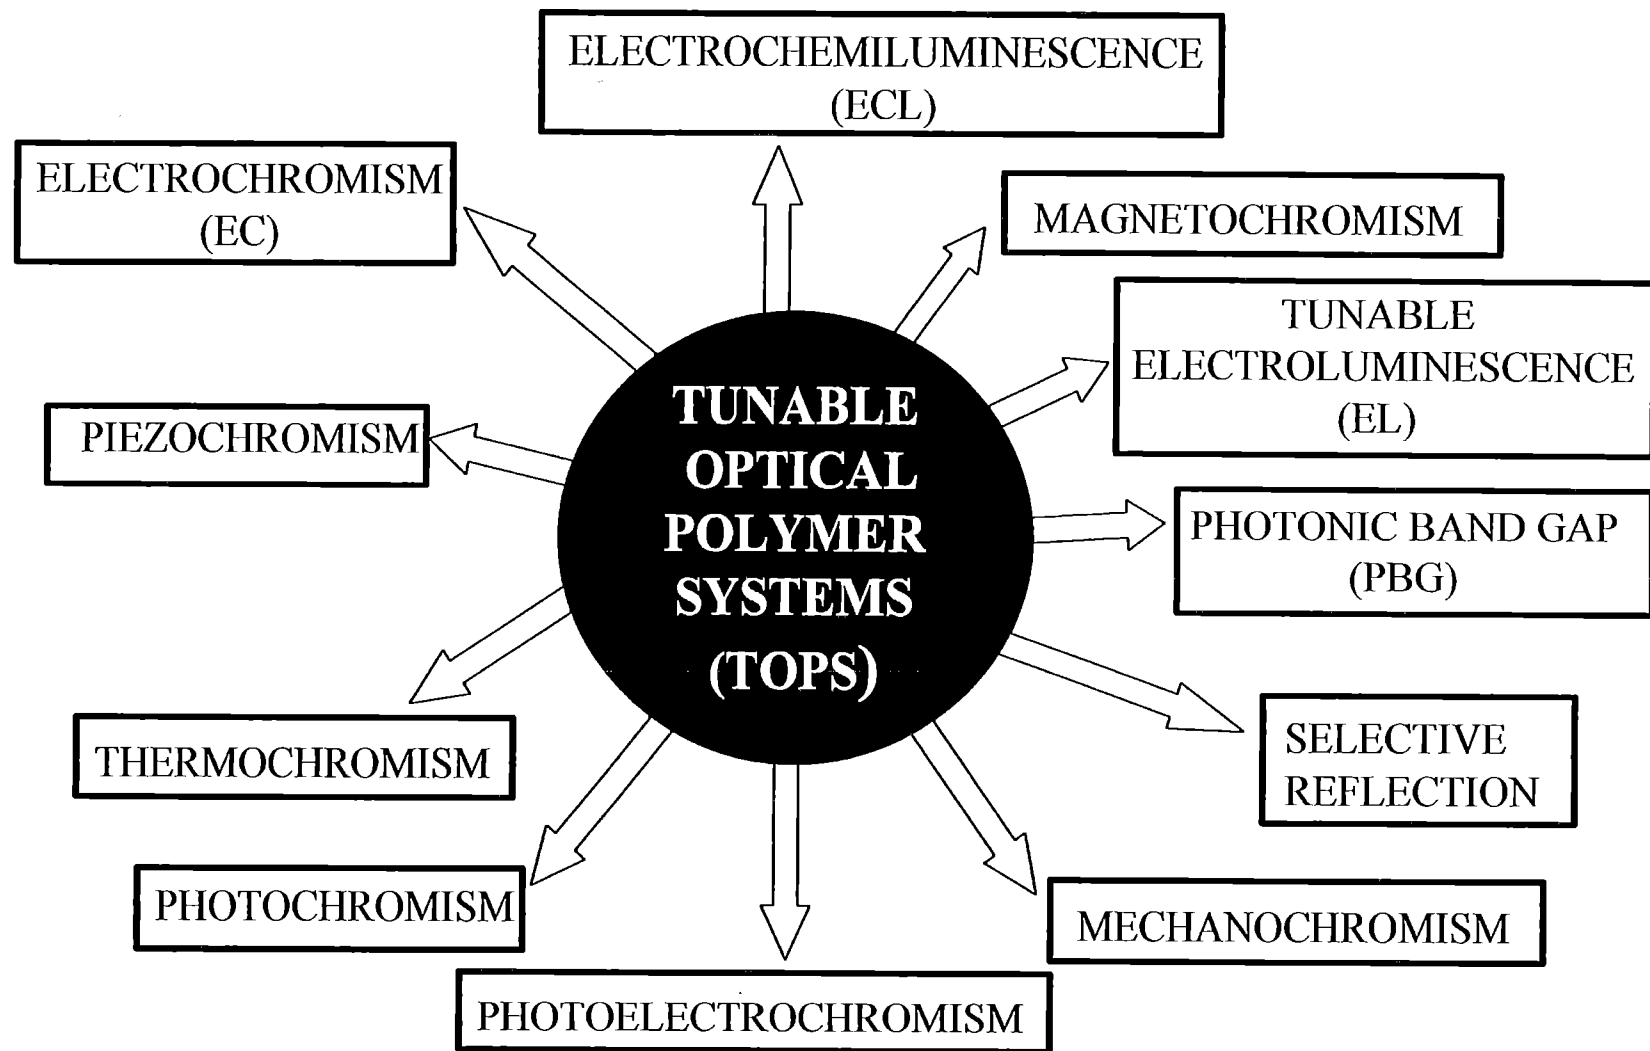 ELECTROCHEMILUMINESCENCE
(ECL)
ELECTROCHROMISM
(EC)
MAGNETOCHROMISM
TUNABLE
ELECTROLUMINESCENCE
(EL)
PIEZOCHROMISM
TUNABLE
OPTICAL
POLYMER
SYSTEMS
(TOPS)
PHOTONIC BAND GAP
(PBG)
THERMOCHROMISM
SELECTIVE
REFLECTION
PHOTOCHROMISM
MECHANOCHROMISM
PHOTOELECTROCHROMISM